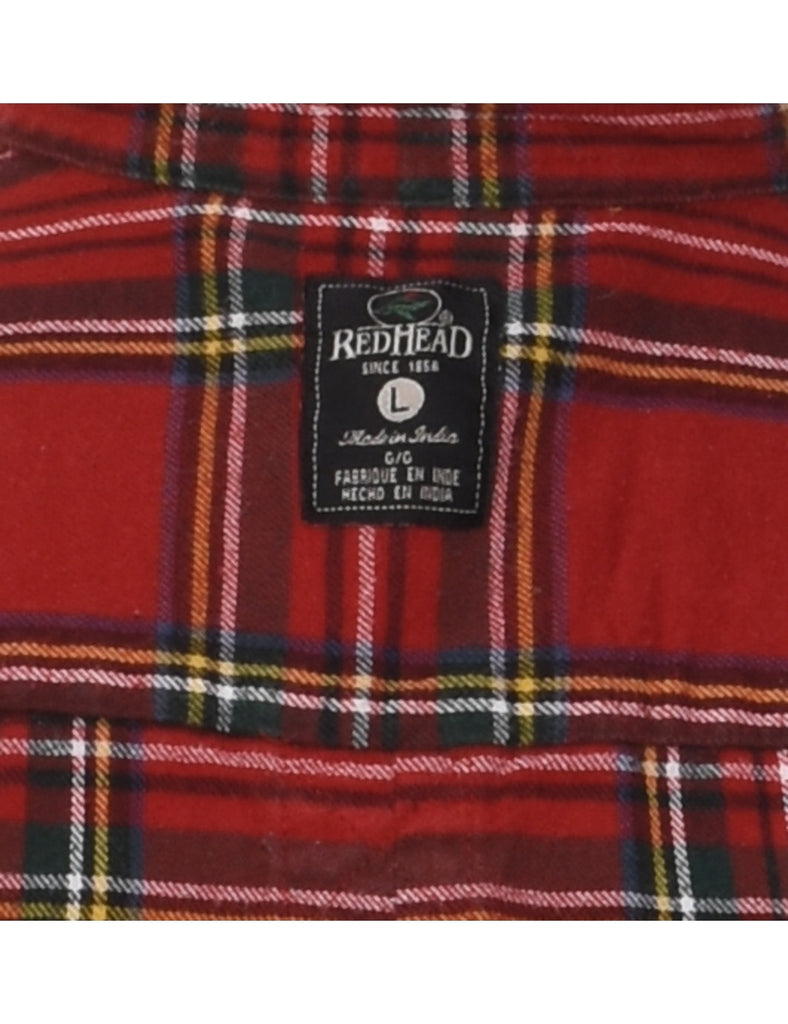 REDHEAD®
SINCE 1856
L
Made in India
G/G
FABRIQUE EN INDE
HECHO EN INDIA